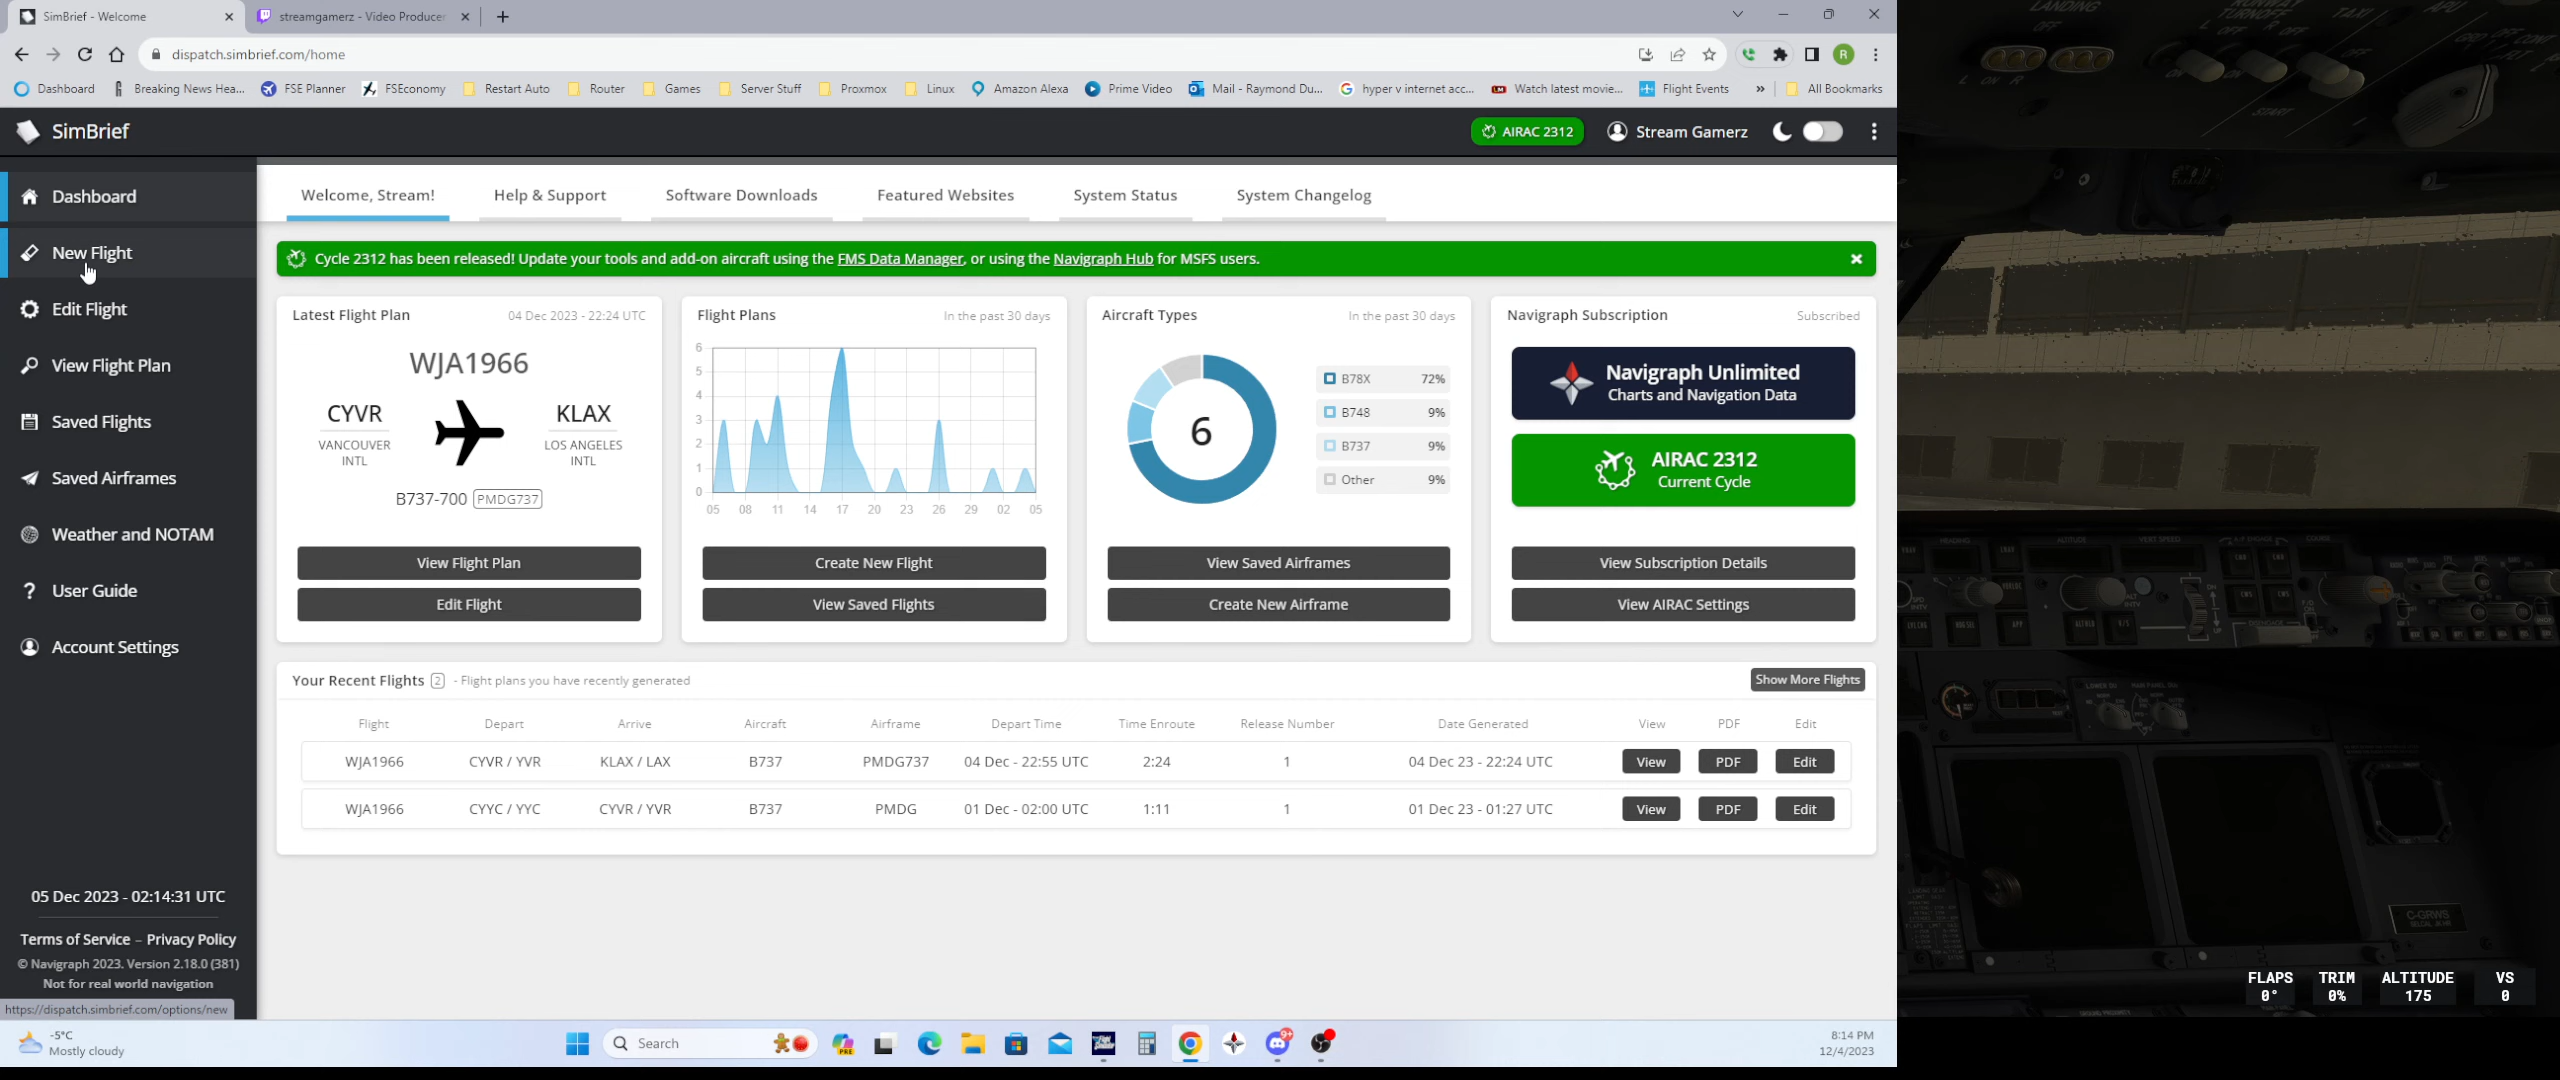 SimBrief - Welcome
streamgamerz - Video Producer
dispatch.simbrief.com/home
R
Dashboard
Breaking News Hea...
FSE Planner
FSEconomy
Restart Auto
Router
Games
Server Stuff
Proxmox
Linux
Amazon Alexa
Prime Video
Mail - Raymond Du...
hyper v internet acc...
Watch latest movie...
Flight Events
»
All Bookmarks
SimBrief
AIRAC 2312
Stream Gamerz
Dashboard
New Flight
Edit Flight
View Flight Plan
Saved Flights
Saved Airframes
Weather and NOTAM
User Guide
Account Settings
05 Dec 2023 - 02:14:31 UTC
Terms of Service – Privacy Policy
© Navigraph 2023. Version 2.18.0 (381)
Not for real world navigation
https://dispatch.simbrief.com/options/new
Welcome, Stream!
Help & Support
Software Downloads
Featured Websites
System Status
System Changelog
Cycle 2312 has been released! Update your tools and add-on aircraft using the FMS Data Manager, or using the Navigraph Hub for MSFS users.
Latest Flight Plan
04 Dec 2023 - 22:24 UTC
WJA1966
CYVR
VANCOUVER
INTL
KLAX
LOS ANGELES
INTL
B737-700 PMDG737
View Flight Plan
Edit Flight
Flight Plans
In the past 30 days
6
5
4
3
2
1
0
05 08 11 14 17 20 23 26 29 02 05
Create New Flight
View Saved Flights
Aircraft Types
In the past 30 days
6
B78X 72%
B748 9%
B737 9%
Other 9%
View Saved Airframes
Create New Airframe
Navigraph Subscription
Subscribed
Navigraph Unlimited
Charts and Navigation Data
AIRAC 2312
Current Cycle
View Subscription Details
View AIRAC Settings
Your Recent Flights 2 - Flight plans you have recently generated
Show More Flights
Flight Depart Arrive Aircraft Airframe Depart Time Time Enroute Release Number Date Generated View PDF Edit
WJA1966 CYVR / YVR KLAX / LAX B737 PMDG737 04 Dec - 22:55 UTC 2:24 1 04 Dec 23 - 22:24 UTC View PDF Edit
WJA1966 CYYC / YYC CYVR / YVR B737 PMDG 01 Dec - 02:00 UTC 1:11 1 01 Dec 23 - 01:27 UTC View PDF Edit
-5°C
Mostly cloudy
Search
PRE
9+
8:14 PM
12/4/2023
LANDING
OFF
RUNWAY
TURNOFF
TAXI
APU
START
HEADING
ALTITUDE
VERT SPEED
A/P ENGAGE
COURSE
C-GRWS
FLAPS TRIM ALTITUDE VS
0° 0% 175 0